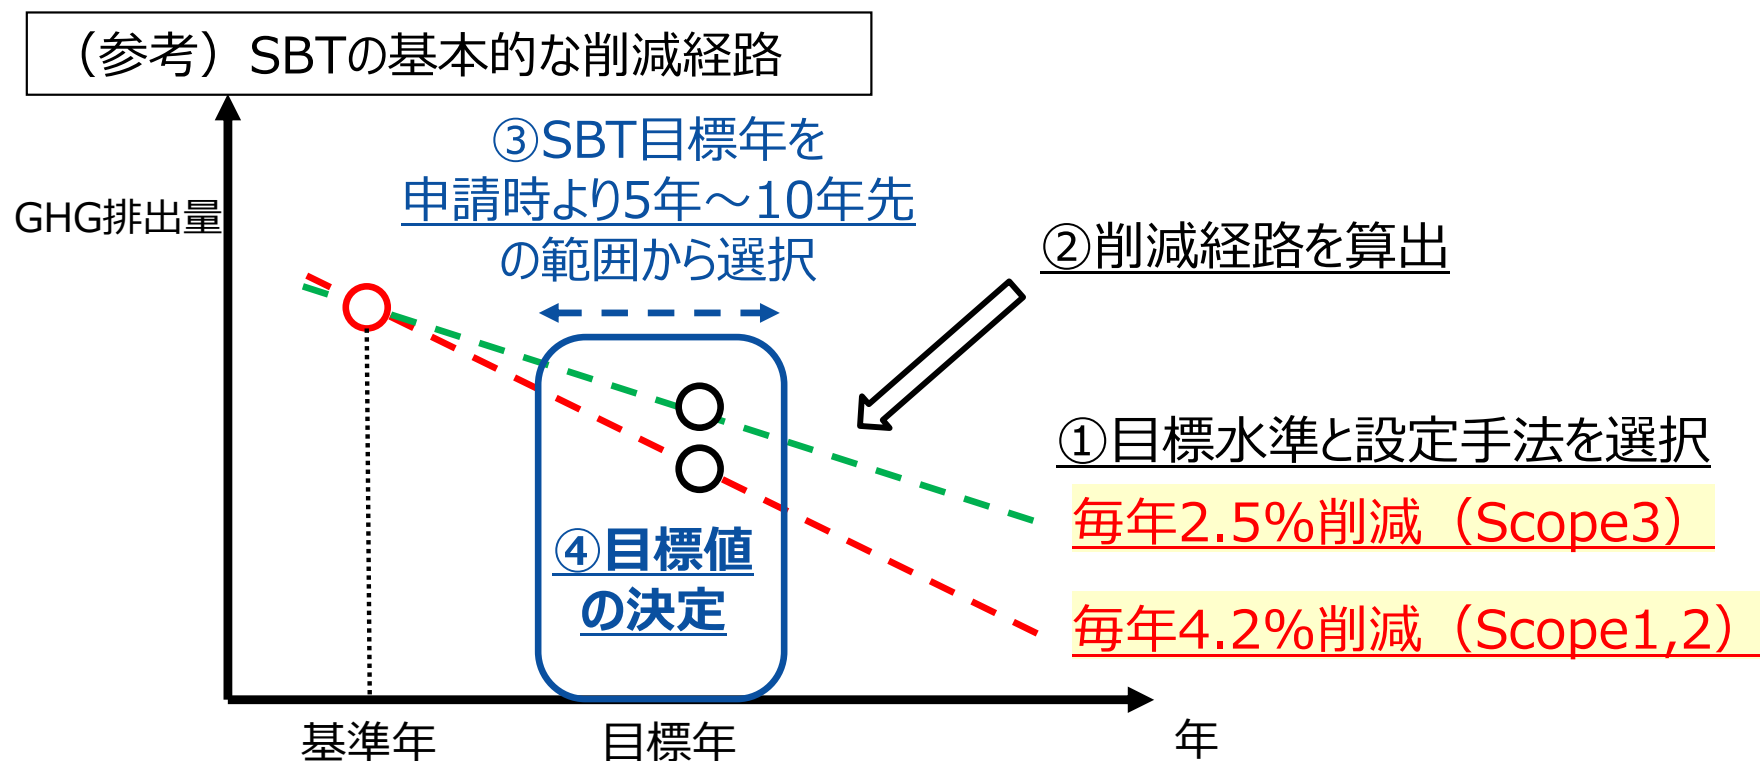 （参考）SBTの基本的な削減経路
③SBT目標年を
申請時より5年～10年先
の範囲から選択
GHG排出量
②削減経路を算出
①目標水準と設定手法を選択
毎年2.5%削減（Scope3）
④目標値
の決定
毎年4.2%削減（Scope1,2）
基準年
目標年
年